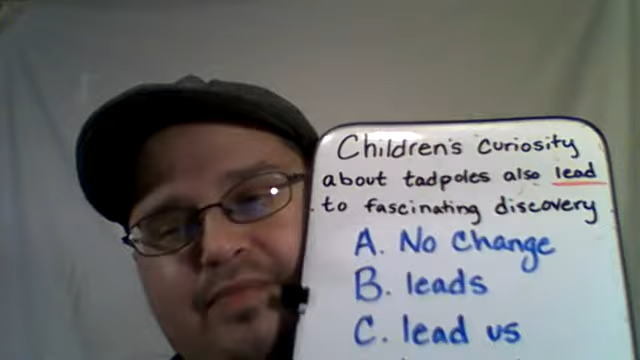 Children's curiosity
about tadpoles also lead
to fascinating discovery
A. No Change
B. leads
C. lead us